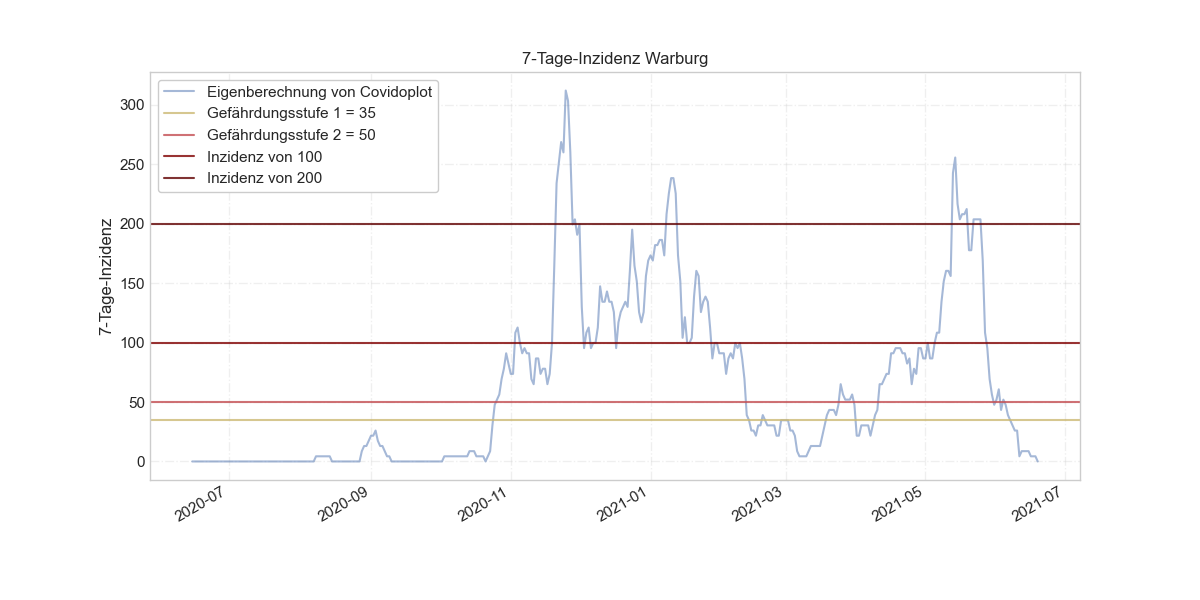 7-Tage-Inzidenz Warburg
Eigenberechnung von Covidoplot
Gefährdungsstufe 1 = 35
Gefährdungsstufe 2 = 50
Inzidenz von 100
Inzidenz von 200
7-Tage-Inzidenz
300
250
200
150
100
50
0
2020-07
2020-09
2020-11
2021-01
2021-03
2021-05
2021-07